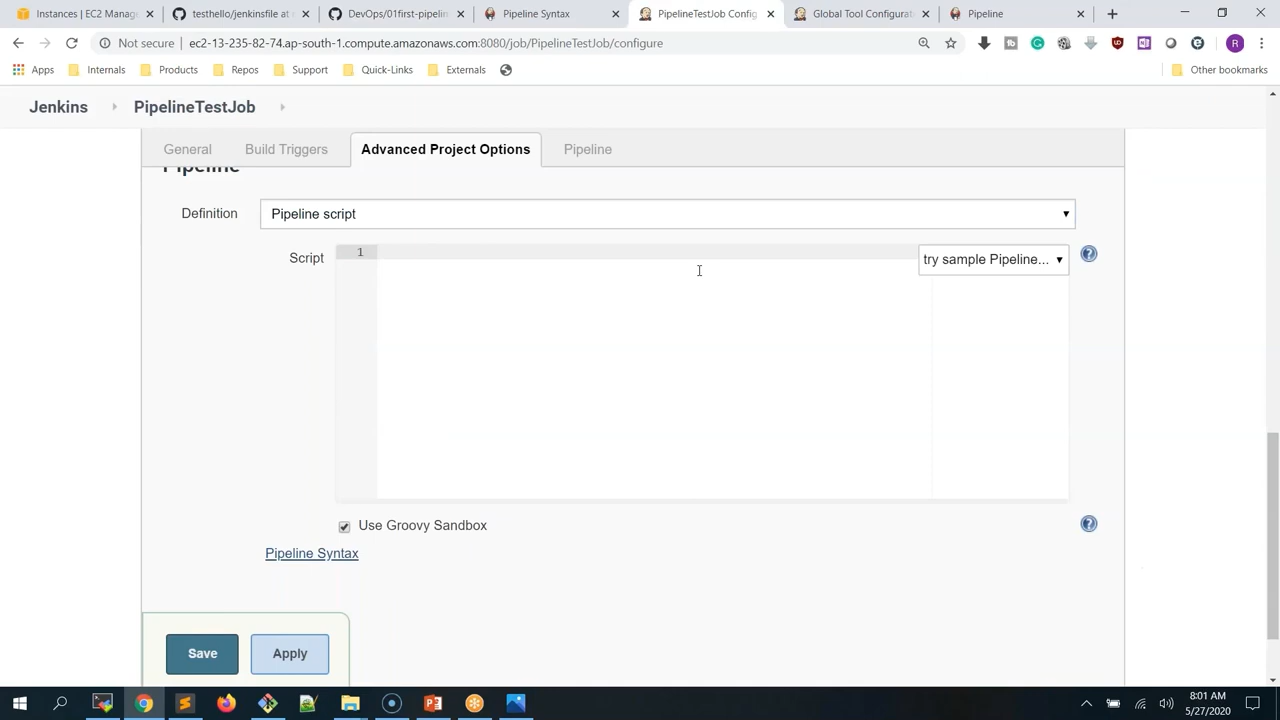 Instances | EC2 Manag
testhello/jenkinsfile at
DevOps/01first-pipelin
Pipeline Syntax
PipelineTestJob Config
Global Tool Configurat
Pipeline
Not secure | ec2-13-235-82-74.ap-south-1.compute.amazonaws.com:8080/job/PipelineTestJob/configure
Apps
Internals
Products
Repos
Support
Quick-Links
Externals
Other bookmarks
Jenkins
PipelineTestJob
General
Build Triggers
Advanced Project Options
Pipeline
Pipeline
Definition
Pipeline script
Script
1
try sample Pipeline...
Use Groovy Sandbox
Pipeline Syntax
Save
Apply
8:01 AM
5/27/2020